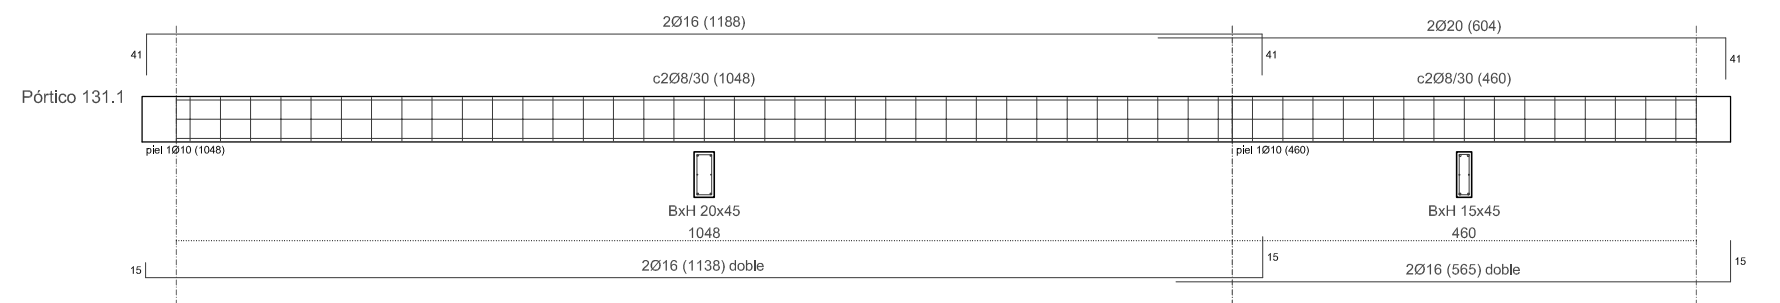 2Ø16 (1188)
2Ø20 (604)
41
41
41
c2Ø8/30 (1048)
c2Ø8/30 (460)
Pórtico 131.1
piel 1Ø10 (1048)
piel 1Ø10 (460)
BxH 20x45
BxH 15x45
1048
460
15
15
15
2Ø16 (1138) doble
2Ø16 (565) doble